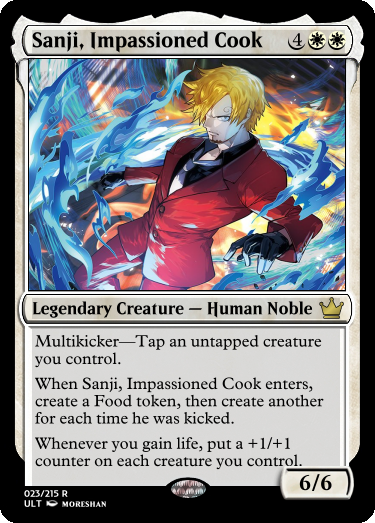 Sanji, Impassioned Cook 4
Legendary Creature — Human Noble
Multikicker—Tap an untapped creature
you control.
When Sanji, Impassioned Cook enters,
create a Food token, then create another
for each time he was kicked.
Whenever you gain life, put a +1/+1
counter on each creature you control.
6/6
023/215 R
ULT MORESHAN